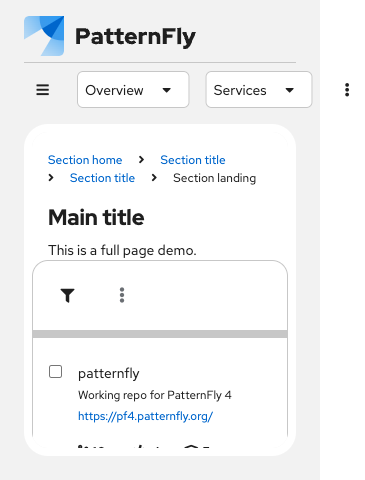 PatternFly
Overview Services
Section home Section title
Section title Section landing
Main title
This is a full page demo.
patternfly
Working repo for PatternFly 4
https://pf4.patternfly.org/